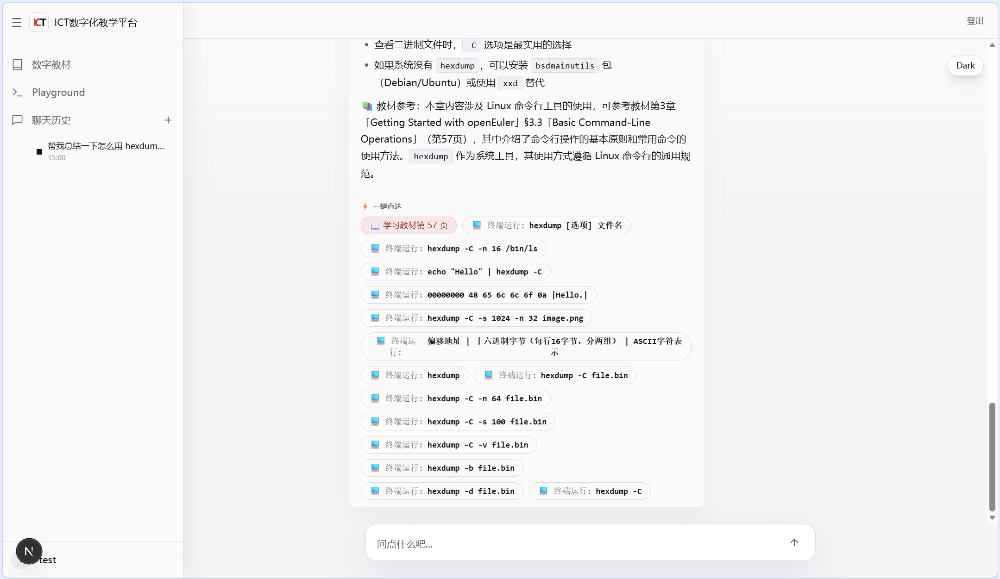 ICT ICT数字化教学平台
登出
数字教材
Playground
聊天历史
帮我总结一下怎么用 hexdum...
15:00
Dark
查看二进制文件时， -C 选项是最实用的选择
如果系统没有 hexdump ，可以安装 bsdmainutils 包
（Debian/Ubuntu）或使用 xxd 替代
教材参考：本章内容涉及 Linux 命令行工具的使用，可参考教材第3章
「Getting Started with openEuler」§3.3「Basic Command-Line
Operations」（第57页），其中介绍了命令行操作的基本原则和常用命令的
使用方法。 hexdump 作为系统工具，其使用方式遵循 Linux 命令行的通用规
范。
一键直达
学习教材第 57 页 终端运行: hexdump [选项] 文件名
终端运行: hexdump -C -n 16 /bin/ls
终端运行: echo "Hello" | hexdump -C
终端运行: 00000000 48 65 6c 6c 6f 0a |Hello.|
终端运行: hexdump -C -s 1024 -n 32 image.png
终端运
行: 偏移地址 | 十六进制字节（每行16字节，分两组） | ASCII字符表
示
终端运行: hexdump 终端运行: hexdump -C file.bin
终端运行: hexdump -C -n 64 file.bin
终端运行: hexdump -C -s 100 file.bin
终端运行: hexdump -C -v file.bin
终端运行: hexdump -b file.bin
终端运行: hexdump -d file.bin 终端运行: hexdump -C
问点什么吧...
N
test